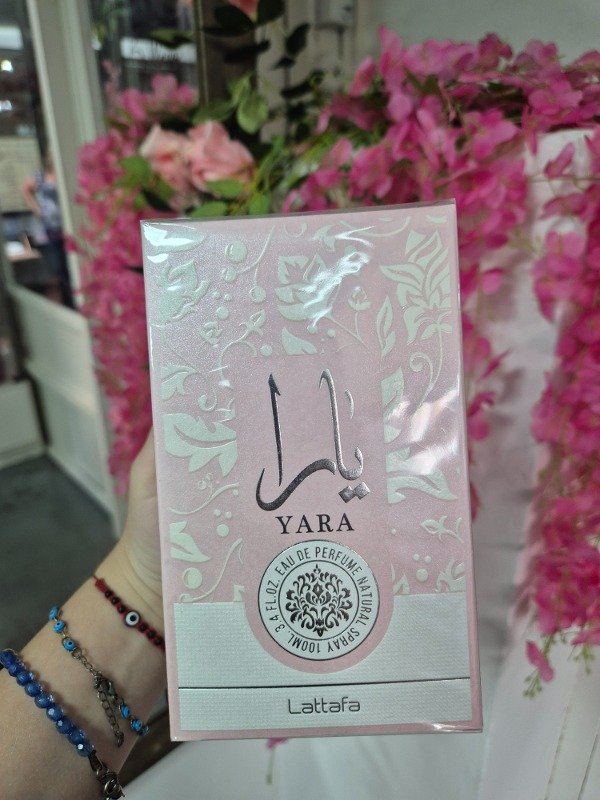 يارا
YARA
3.4 FL.OZ. EAU DE PERFUME NATURAL SPRAY 100ML.
Lattafa